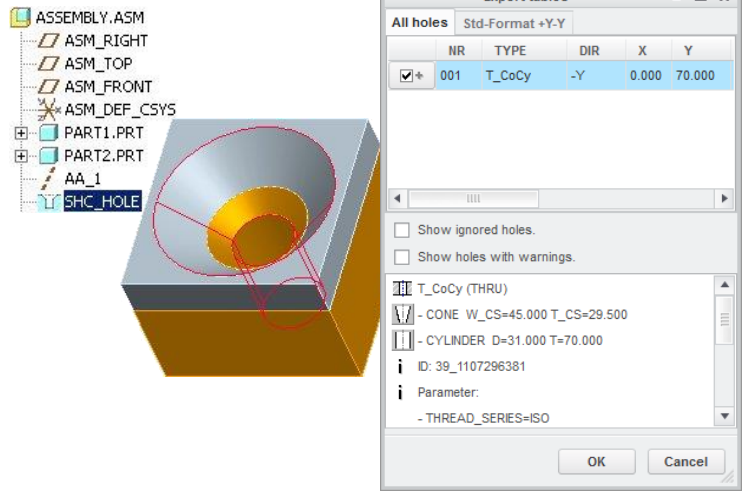 ASSEMBLY.ASM
ASM_RIGHT
ASM_TOP
ASM_FRONT
ASM_DEF_CSYS
PART1.PRT
PART2.PRT
AA_1
SHC_HOLE
All holes Std-Format +Y-Y
NR TYPE DIR X Y
001 T_CoCy -Y 0.000 70.000
Show ignored holes.
Show holes with warnings.
T_CoCy (THRU)
- CONE W_CS=45.000 T_CS=29.500
- CYLINDER D=31.000 T=70.000
ID: 39_1107296381
Parameter:
- THREAD_SERIES=ISO
OK Cancel